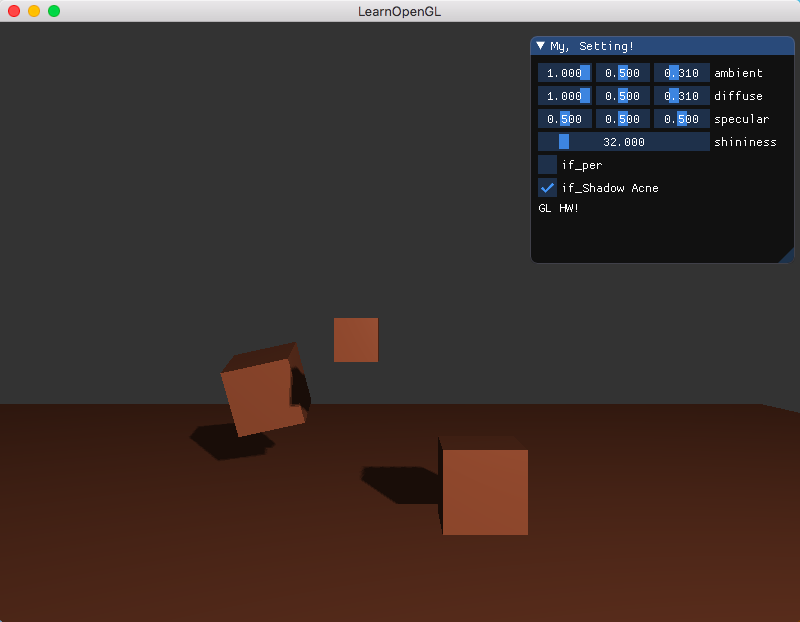 LearnOpenGL
My, Setting!
1.000 0.500 0.310 ambient
1.000 0.500 0.310 diffuse
0.500 0.500 0.500 specular
32.000 shininess
if_per
if_Shadow Acne
GL HW!